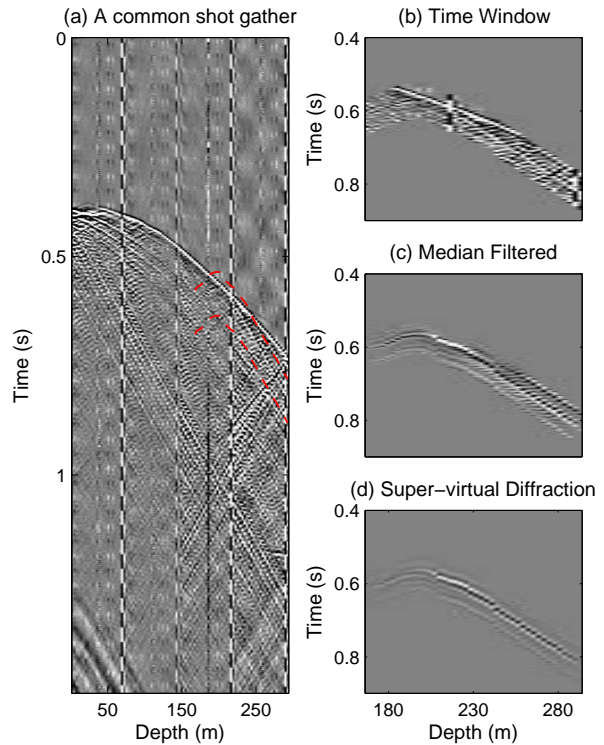 (a) A common shot gather
0
0.5
1
Time (s)
50
150
250
Depth (m)
(b) Time Window
0.4
0.6
0.8
Time (s)
(c) Median Filtered
0.4
0.6
0.8
Time (s)
(d) Super−virtual Diffraction
0.4
0.6
0.8
Time (s)
180
230
280
Depth (m)